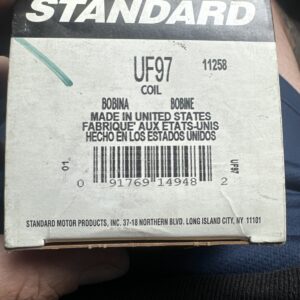 STANDARD
UF97 11258
COIL
BOBINA BOBINE
MADE IN UNITED STATES
FABRIQUE' AUX ETATS-UNIS
HECHO EN LOS ESTADOS UNIDOS
01
UF97
0 91769 14948 2
STANDARD MOTOR PRODUCTS, INC. 37-18 NORTHERN BLVD. LONG ISLAND CITY, NY 11101